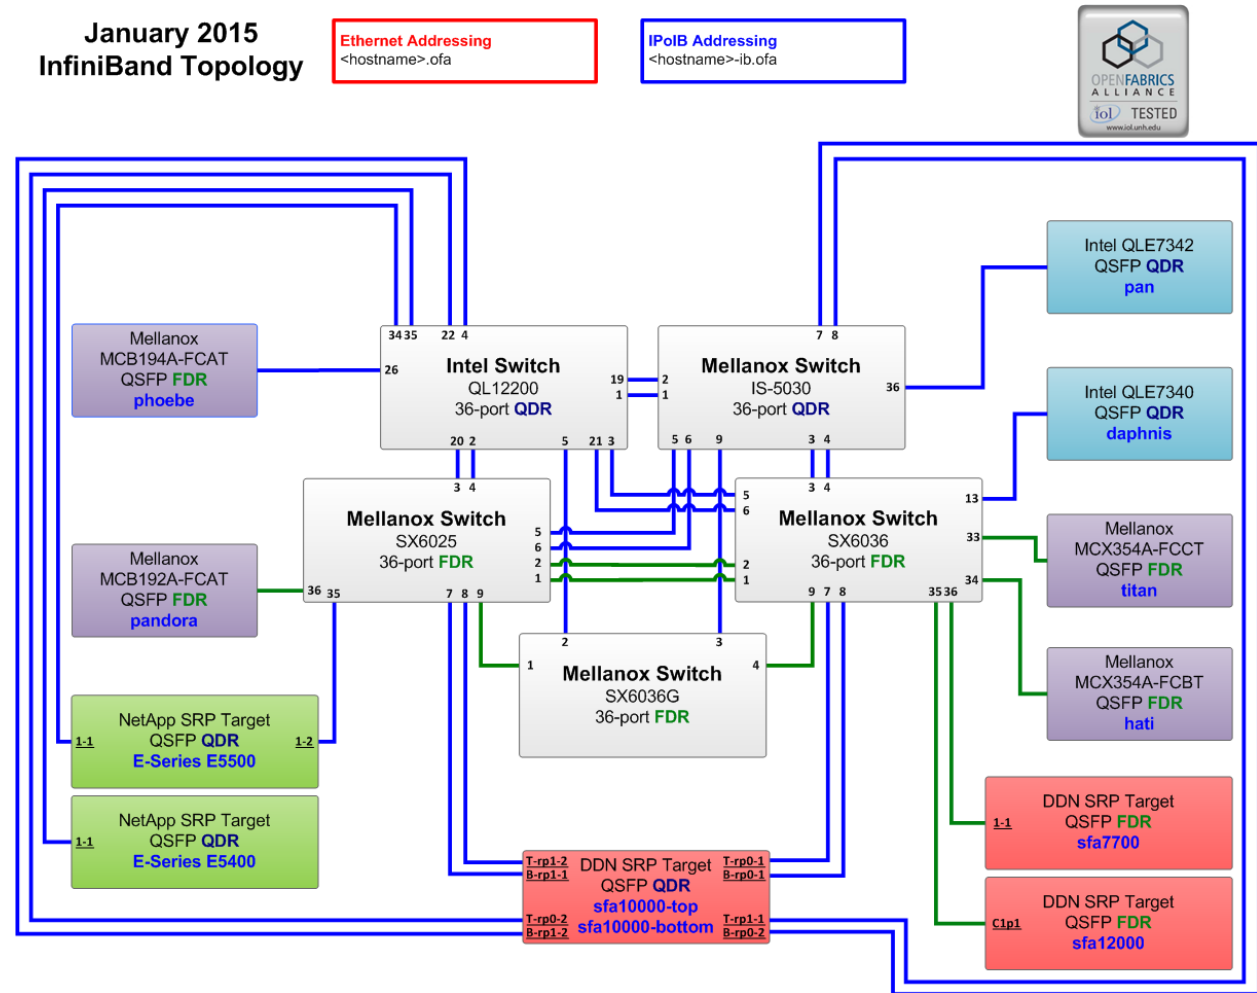 January 2015
InfiniBand Topology
Ethernet Addressing
<hostname>.ofa
IPoIB Addressing
<hostname>-ib.ofa
OPENFABRICS
ALLIANCE
iol TESTED
www.iol.unh.edu
Intel QLE7342
QSFP QDR
pan
Mellanox
MCB194A-FCAT
QSFP FDR
phoebe
34 35 22 4
26
Intel Switch
QL12200
36-port QDR
19
1
20 2 5 21 3
7 8
2
1
Mellanox Switch
IS-5030
36-port QDR
36
5 6 9 3 4
Intel QLE7340
QSFP QDR
daphnis
3 4
Mellanox Switch
SX6025
36-port FDR
5
6
2
1
36 35 7 8 9
3 4
5
6
2
1
Mellanox Switch
SX6036
36-port FDR
13
33
34
9 7 8 35 36
Mellanox
MCX354A-FCCT
QSFP FDR
titan
Mellanox
MCB192A-FCAT
QSFP FDR
pandora
2 3
1 4
Mellanox Switch
SX6036G
36-port FDR
Mellanox
MCX354A-FCBT
QSFP FDR
hati
NetApp SRP Target
QSFP QDR
E-Series E5500
1-1 1-2
NetApp SRP Target
QSFP QDR
E-Series E5400
1-1
DDN SRP Target
QSFP QDR
sfa10000-top
sfa10000-bottom
T-rp1-2
B-rp1-1
T-rp0-2
B-rp1-2
T-rp0-1
B-rp0-1
T-rp1-1
B-rp0-2
DDN SRP Target
QSFP FDR
sfa7700
1-1
DDN SRP Target
QSFP FDR
sfa12000
C1p1